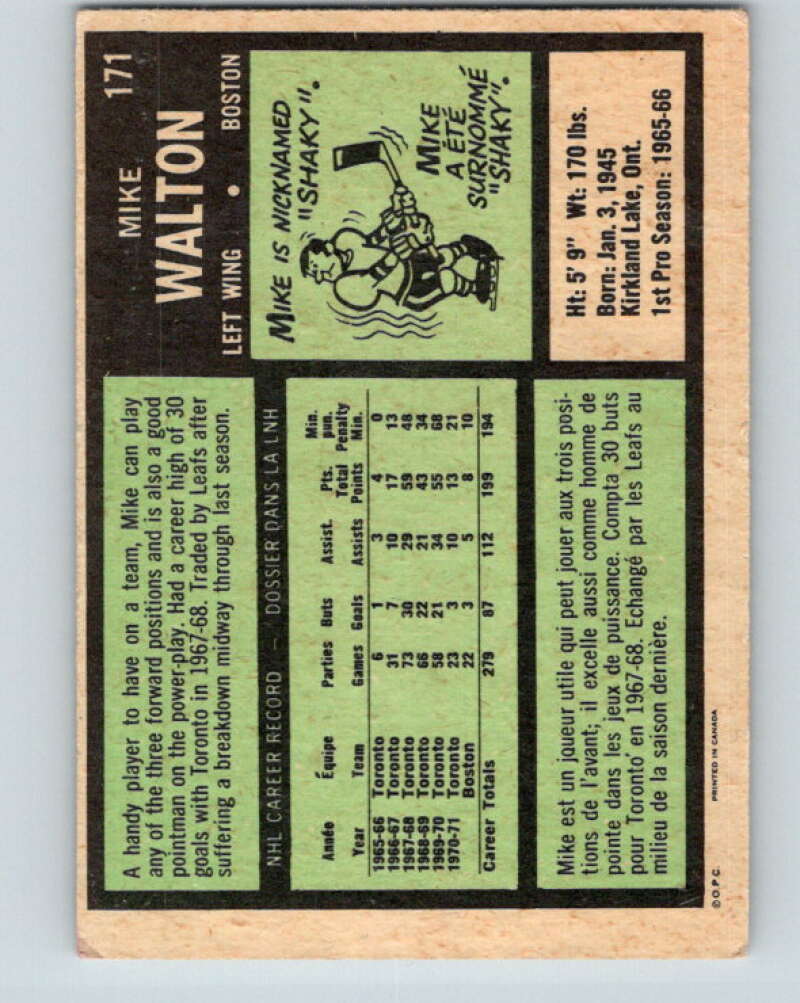 MIKE 171
WALTON
LEFT WING • BOSTON
A handy player to have on a team, Mike can play
any of the three forward positions and is also a good
pointman on the power-play. Had a career high of 30
goals with Toronto in 1967-68. Traded by Leafs after
suffering a breakdown midway through last season.
MIKE IS NICKNAMED
"SHAKY".
MIKE
A ÉTÉ
SURNOMMÉ
"SHAKY".
NHL CAREER RECORD — DOSSIER DANS LA LNH
Année Équipe Parties Buts Assist. Pts. Total Min. pun.
Year Team Games Goals Assists Points Penalty Min.
1965-66 Toronto 6 1 3 4 0
1966-67 Toronto 31 7 10 17 13
1967-68 Toronto 73 30 29 59 48
1968-69 Toronto 66 22 21 43 34
1969-70 Toronto 58 21 34 55 68
1970-71 Toronto 23 3 10 13 21
Boston 22 3 5 8 10
Career Totals 279 87 112 199 194
Ht: 5' 9" Wt: 170 lbs.
Born: Jan. 3, 1945
Kirkland Lake, Ont.
1st Pro Season: 1965-66
Mike est un joueur utile qui peut jouer aux trois posi-
tions de l'avant; il excelle aussi comme homme de
pointe dans les jeux de puissance. Compta 30 buts
pour Toronto en 1967-68. Echangé par les Leafs au
milieu de la saison dernière.
© O.P.C. PRINTED IN CANADA